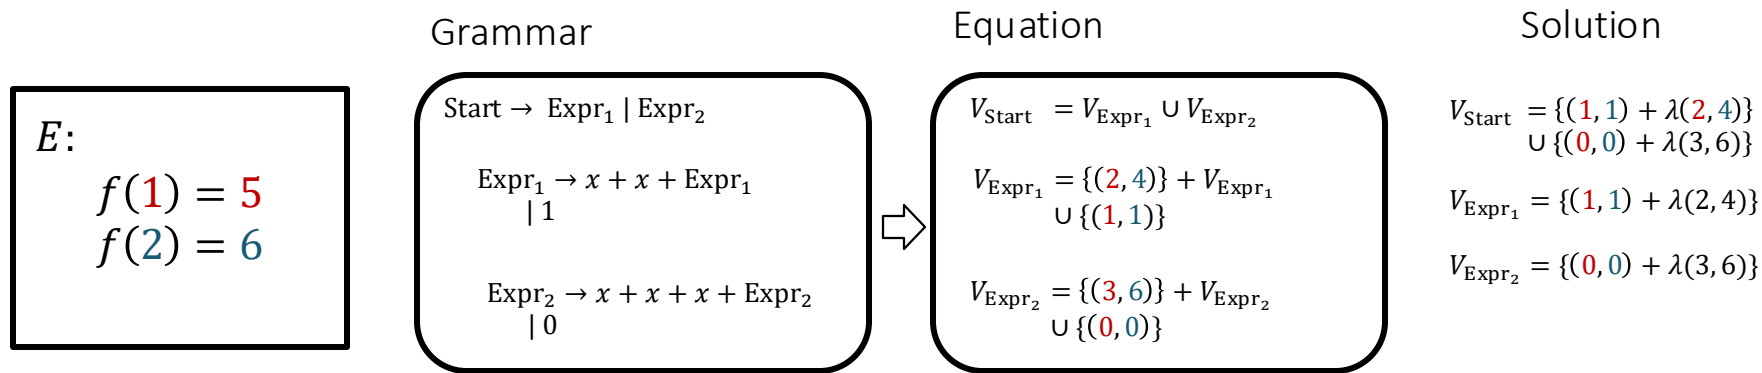 Grammar
Equation
Solution
E:
f(1) = 5
f(2) = 6
Start → Expr₁ | Expr₂
Expr₁ → x + x + Expr₁
| 1
Expr₂ → x + x + x + Expr₂
| 0
V_Start = V_Expr₁ ∪ V_Expr₂
V_Expr₁ = {(2, 4)} + V_Expr₁
∪ {(1, 1)}
V_Expr₂ = {(3, 6)} + V_Expr₂
∪ {(0, 0)}
V_Start = {(1, 1) + λ(2, 4)}
∪ {(0, 0) + λ(3, 6)}
V_Expr₁ = {(1, 1) + λ(2, 4)}
V_Expr₂ = {(0, 0) + λ(3, 6)}